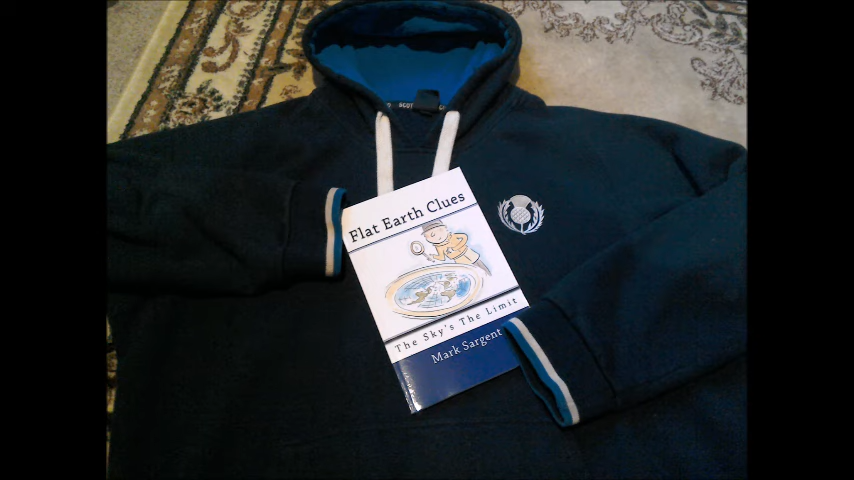 Flat Earth Clues
The Sky's The Limit
Mark Sargent